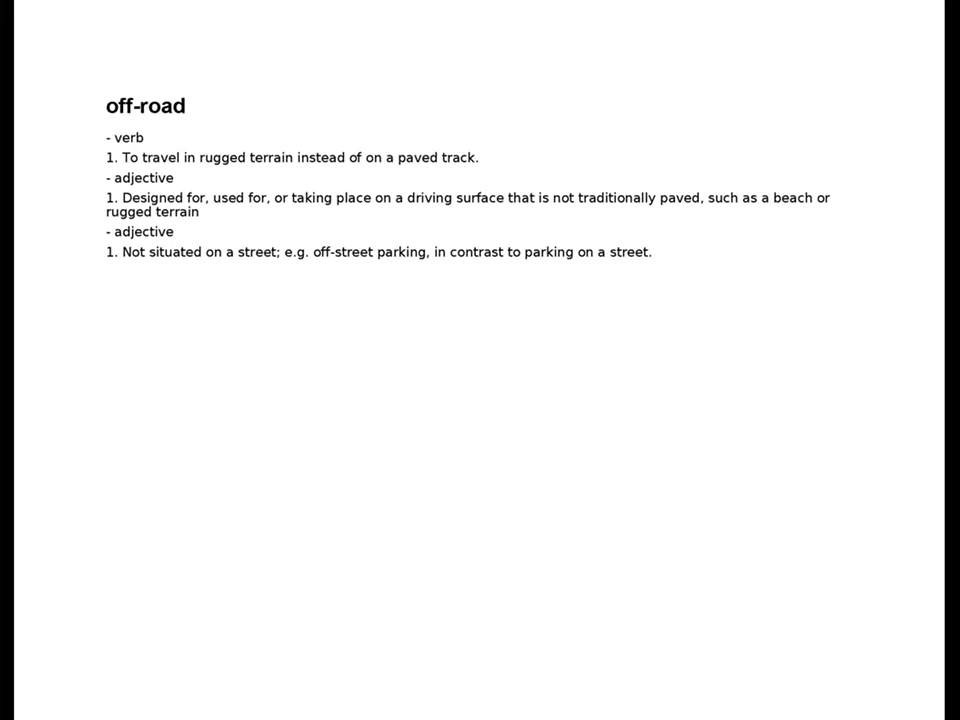 off-road
- verb
1. To travel in rugged terrain instead of on a paved track.
- adjective
1. Designed for, used for, or taking place on a driving surface that is not traditionally paved, such as a beach or
rugged terrain
- adjective
1. Not situated on a street; e.g. off-street parking, in contrast to parking on a street.